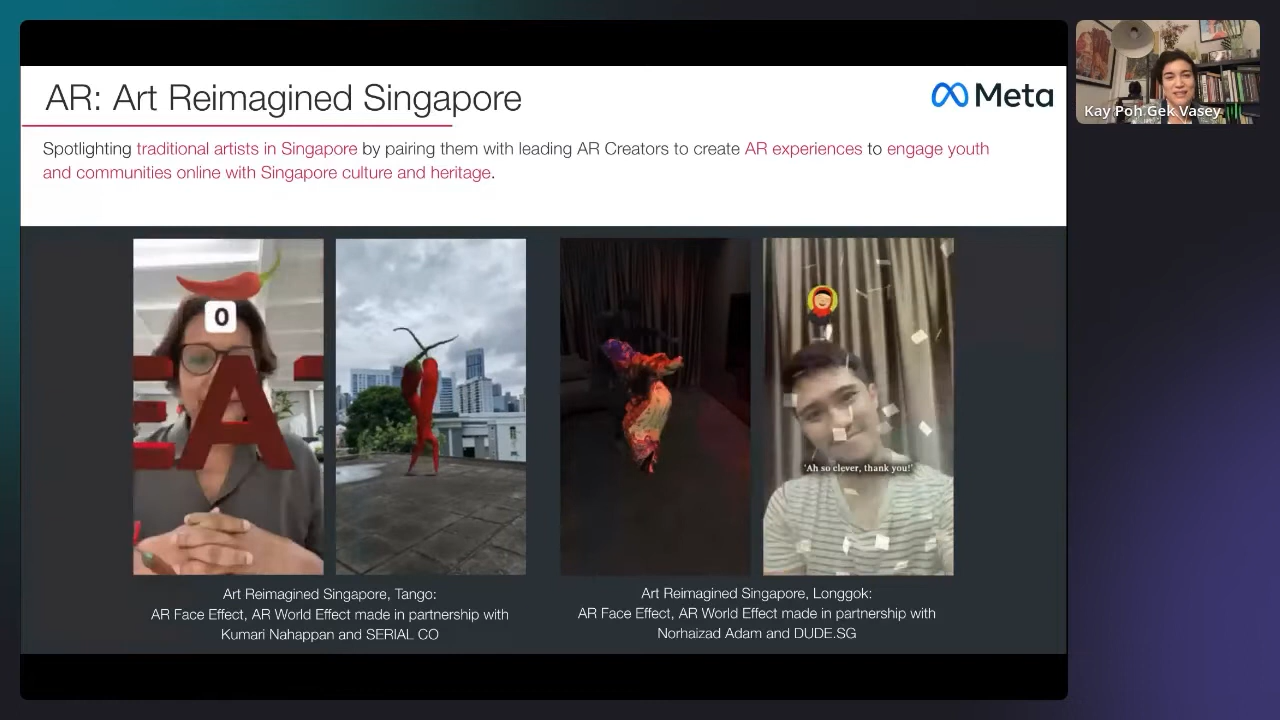 AR: Art Reimagined Singapore
Meta
Spotlighting traditional artists in Singapore by pairing them with leading AR Creators to create AR experiences to engage youth
and communities online with Singapore culture and heritage.
0
EAT
'Ah so clever, thank you!'
Art Reimagined Singapore, Tango:
AR Face Effect, AR World Effect made in partnership with
Kumari Nahappan and SERIAL CO
Art Reimagined Singapore, Longgok:
AR Face Effect, AR World Effect made in partnership with
Norhaizad Adam and DUDE.SG
Kay Poh Gek Vasey